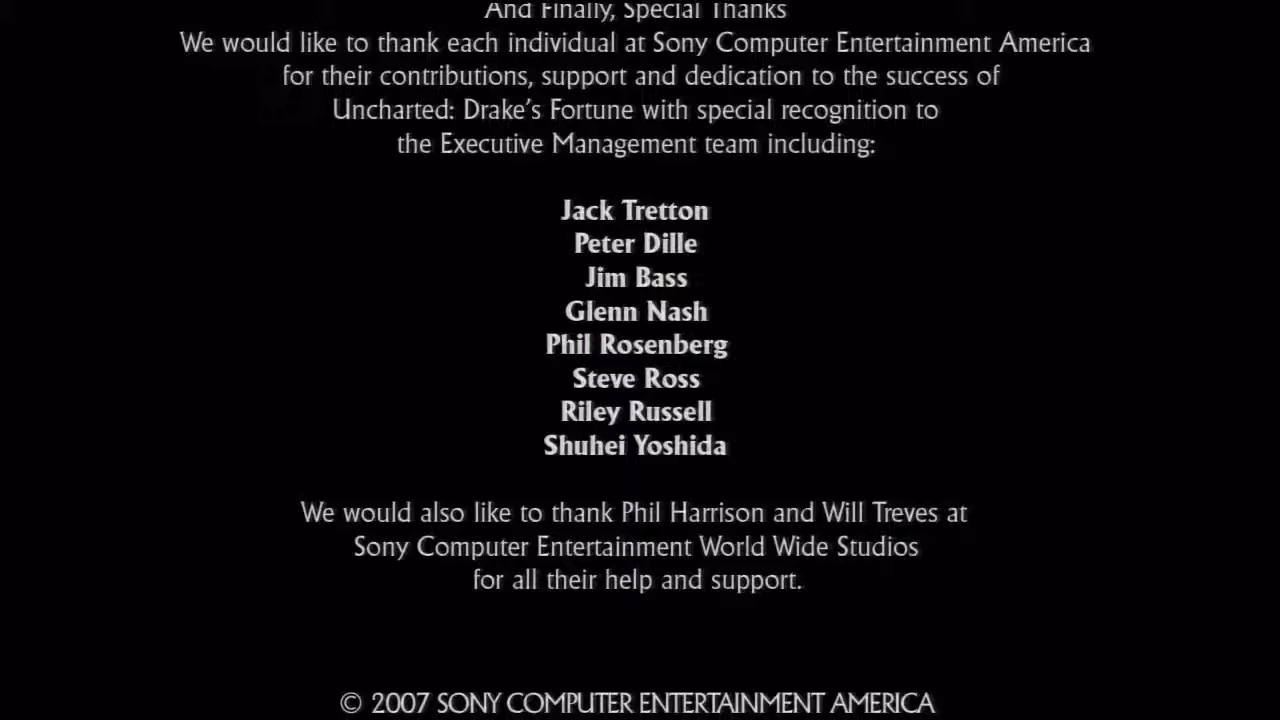 And Finally, Special Thanks
We would like to thank each individual at Sony Computer Entertainment America
for their contributions, support and dedication to the success of
Uncharted: Drake's Fortune with special recognition to
the Executive Management team including:
Jack Tretton
Peter Dille
Jim Bass
Glenn Nash
Phil Rosenberg
Steve Ross
Riley Russell
Shuhei Yoshida
We would also like to thank Phil Harrison and Will Treves at
Sony Computer Entertainment World Wide Studios
for all their help and support.
© 2007 SONY COMPUTER ENTERTAINMENT AMERICA